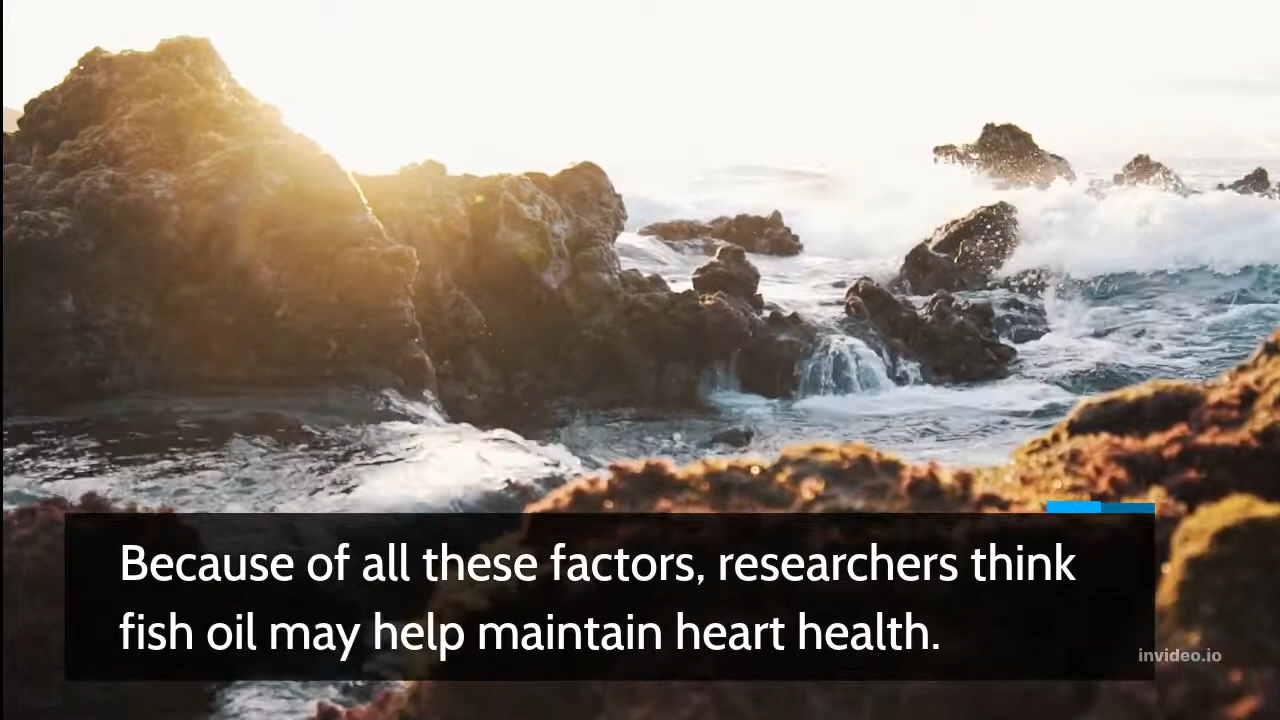 Because of all these factors, researchers think
fish oil may help maintain heart health.
invideo.io